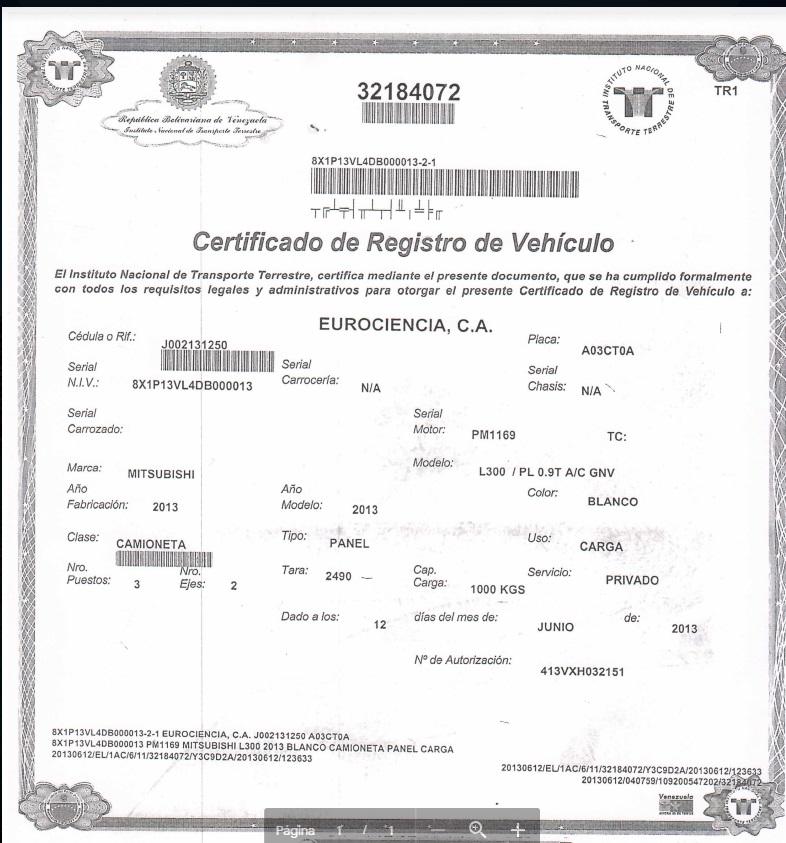 32184072
INSTITUTO NACIONAL DE TRANSPORTE TERRESTRE
TR1
República Bolivariana de Venezuela
Instituto Nacional de Transporte Terrestre
8X1P13VL4DB000013-2-1
Certificado de Registro de Vehículo
El Instituto Nacional de Transporte Terrestre, certifica mediante el presente documento, que se ha cumplido formalmente
con todos los requisitos legales y administrativos para otorgar el presente Certificado de Registro de Vehículo a:
EUROCIENCIA, C.A.
Cédula o Rif.: J002131250 Placa: A03CT0A
Serial N.I.V.: 8X1P13VL4DB000013 Serial Carrocería: N/A Serial Chasis: N/A
Serial Carrozado: Serial Motor: PM1169 TC:
Marca: MITSUBISHI Modelo: L300 / PL 0.9T A/C GNV
Año Fabricación: 2013 Año Modelo: 2013 Color: BLANCO
Clase: CAMIONETA Tipo: PANEL Uso: CARGA
Nro. Puestos: 3 Nro. Ejes: 2 Tara: 2490 Cap. Carga: 1000 KGS Servicio: PRIVADO
Dado a los: 12 días del mes de: JUNIO de: 2013
Nº de Autorización: 413VXH032151
8X1P13VL4DB000013-2-1 EUROCIENCIA, C.A. J002131250 A03CT0A
8X1P13VL4DB000013 PM1169 MITSUBISHI L300 2013 BLANCO CAMIONETA PANEL CARGA
20130612/EL/1AC/6/11/32184072/Y3C9D2A/20130612/123633
20130612/EL/1AC/6/11/32184072/Y3C9D2A/20130612/123633
20130612/040759/109200547202/32184072
Venezuela
Página 1 / 1